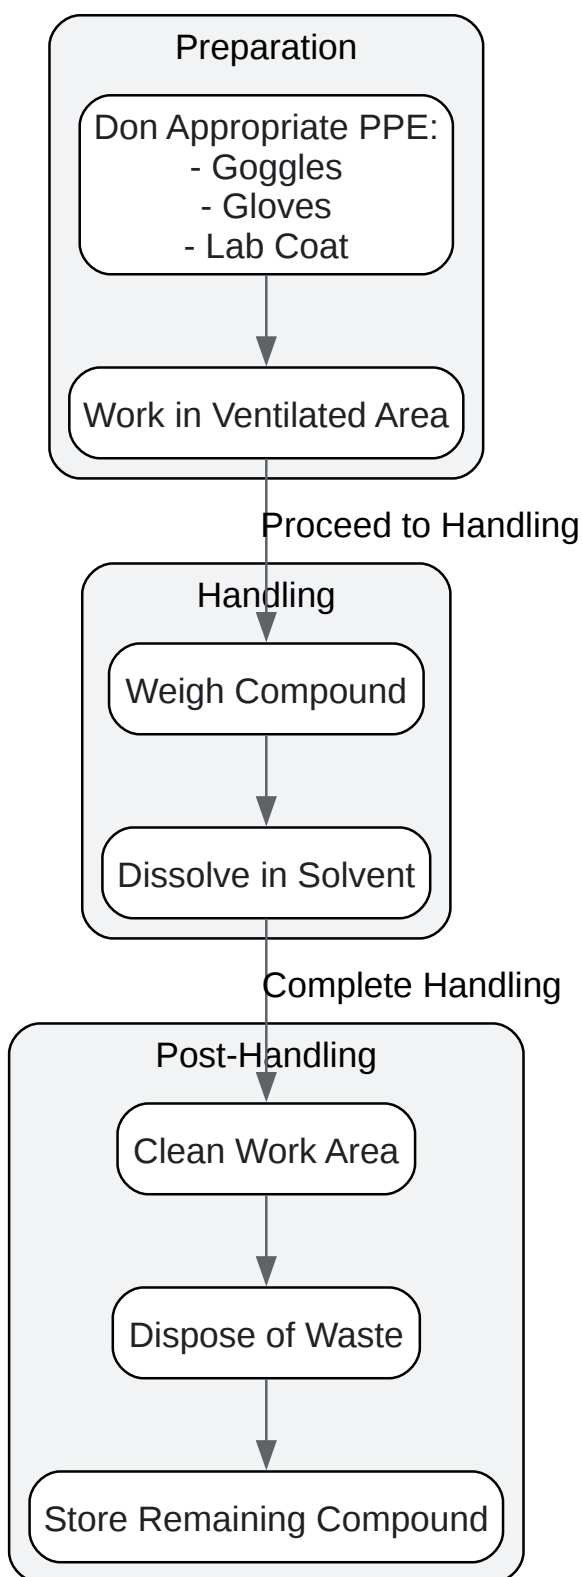 Preparation
Don Appropriate PPE:
- Goggles
- Gloves
- Lab Coat
Work in Ventilated Area
Proceed to Handling
Handling
Weigh Compound
Dissolve in Solvent
Complete Handling
Post-Handling
Clean Work Area
Dispose of Waste
Store Remaining Compound